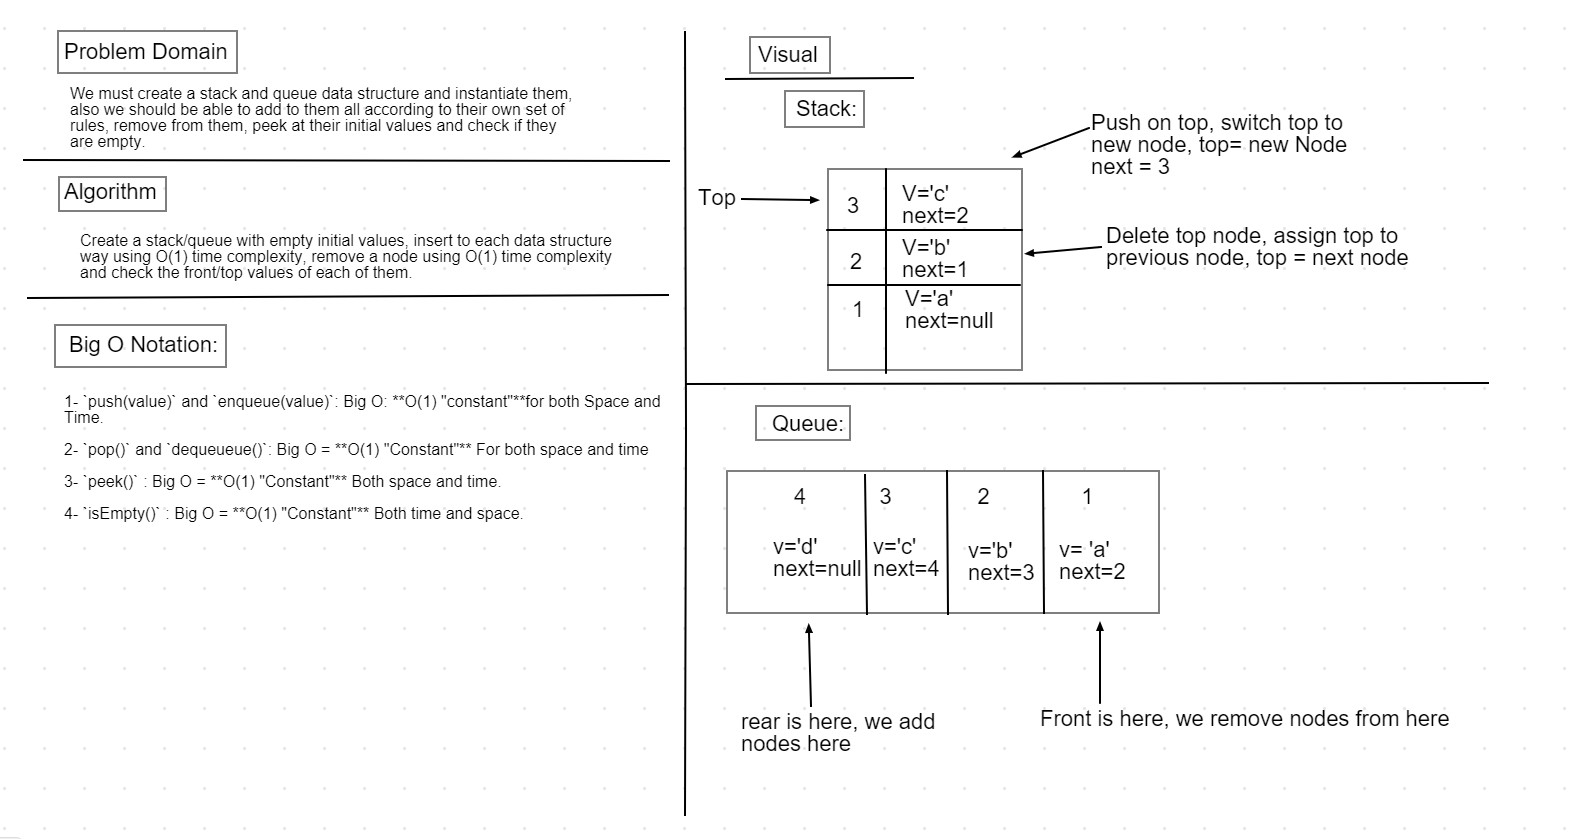 Problem Domain
We must create a stack and queue data structure and instantiate them,
also we should be able to add to them all according to their own set of
rules, remove from them, peek at their initial values and check if they
are empty.
Algorithm
Create a stack/queue with empty initial values, insert to each data structure
way using O(1) time complexity, remove a node using O(1) time complexity
and check the front/top values of each of them.
Big O Notation:
1- `push(value)` and `enqueue(value)`: Big O: **O(1) "constant"**for both Space and
Time.
2- `pop()` and `dequeueue()`: Big O = **O(1) "Constant"** For both space and time
3- `peek()` : Big O = **O(1) "Constant"** Both space and time.
4- `isEmpty()` : Big O = **O(1) "Constant"** Both time and space.
Visual
Stack:
Push on top, switch top to
new node, top= new Node
next = 3
Top
3
V='c'
next=2
2
V='b'
next=1
1
V='a'
next=null
Delete top node, assign top to
previous node, top = next node
Queue:
4
v='d'
next=null
3
v='c'
next=4
2
v='b'
next=3
1
v= 'a'
next=2
rear is here, we add
nodes here
Front is here, we remove nodes from here